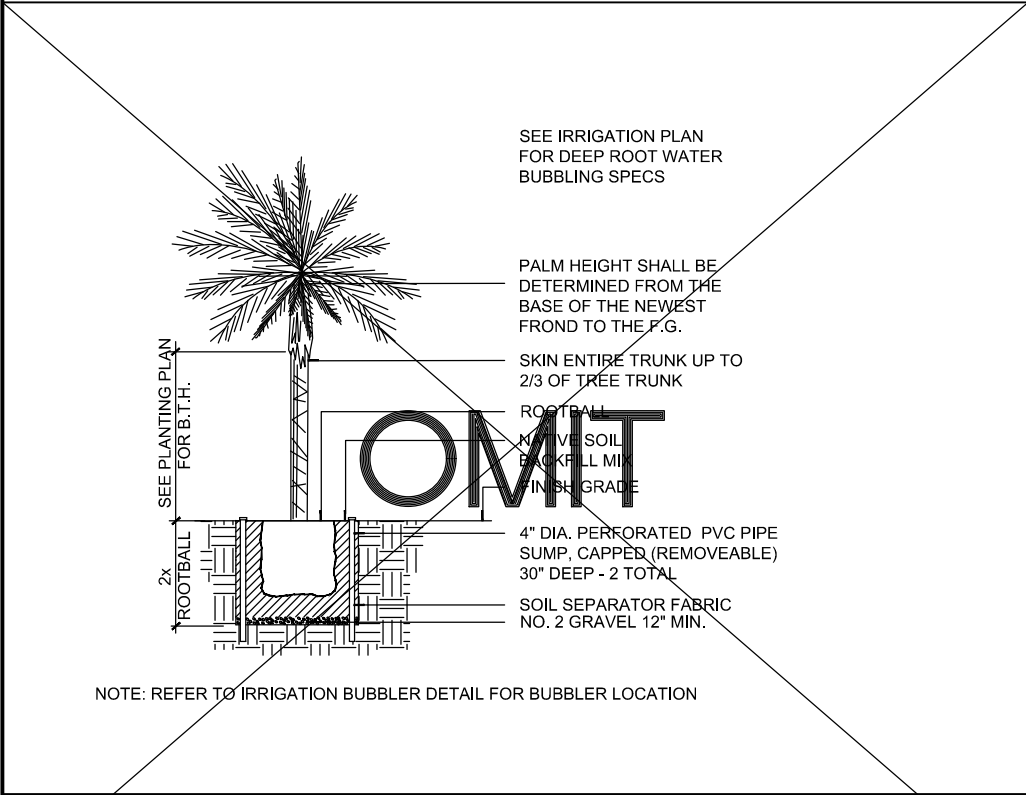 SEE IRRIGATION PLAN
FOR DEEP ROOT WATER
BUBBLING SPECS
PALM HEIGHT SHALL BE
DETERMINED FROM THE
BASE OF THE NEWEST
FROND TO THE F.G.
SKIN ENTIRE TRUNK UP TO
2/3 OF TREE TRUNK
SEE PLANTING PLAN
FOR B.T.H.
ROOTBALL
OMIT
NATIVE SOIL
BACKFILL MIX
FINISH GRADE
2x
ROOTBALL
4" DIA. PERFORATED PVC PIPE
SUMP, CAPPED (REMOVEABLE)
30" DEEP - 2 TOTAL
SOIL SEPARATOR FABRIC
NO. 2 GRAVEL 12" MIN.
NOTE: REFER TO IRRIGATION BUBBLER DETAIL FOR BUBBLER LOCATION